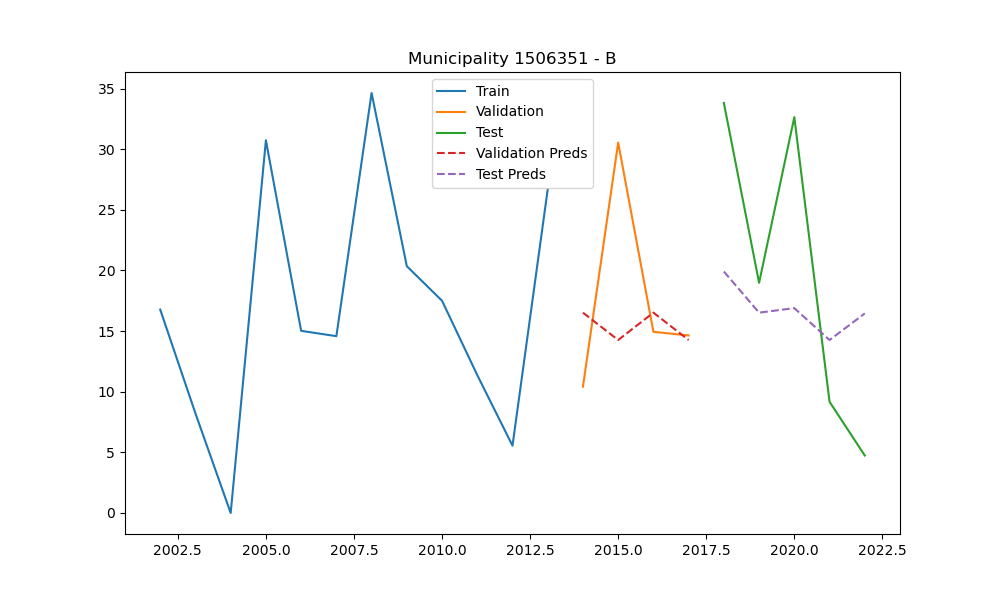 Municipality 1506351 - B
Train
Validation
Test
Validation Preds
Test Preds
35
30
25
20
15
10
5
0
2002.5 2005.0 2007.5 2010.0 2012.5 2015.0 2017.5 2020.0 2022.5